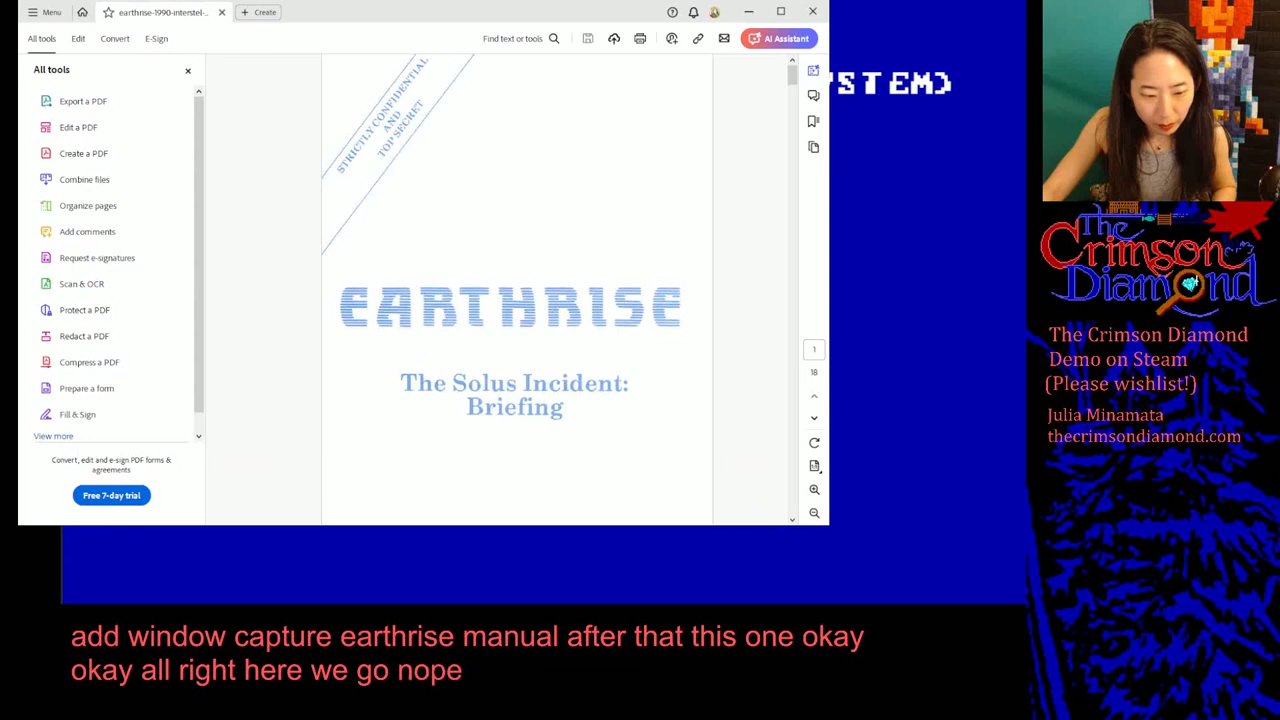 Menu
earthrise-1990-interstel-...
Create
All tools
Edit
Convert
E-Sign
Find text or tools
AI Assistant
All tools
Export a PDF
Edit a PDF
Create a PDF
Combine files
Organize pages
Add comments
Request e-signatures
Scan & OCR
Protect a PDF
Redact a PDF
Compress a PDF
Prepare a form
Fill & Sign
View more
Convert, edit and e-sign PDF forms &
agreements
Free 7-day trial
STRICTLY CONFIDENTIAL
AND
TOP SECRET
EARTHRISE
The Solus Incident:
Briefing
1
18
YSTEM)
The
Crimson
Diamond
The Crimson Diamond
Demo on Steam
(Please wishlist!)
Julia Minamata
thecrimsondiamond.com
add window capture earthrise manual after that this one okay
okay all right here we go nope